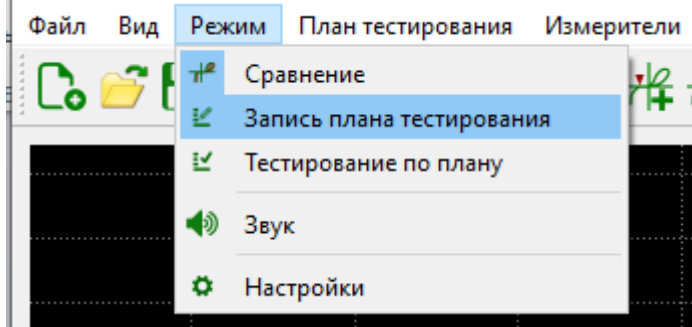 Файл Вид Режим План тестирования Измерители
Сравнение
Запись плана тестирования
Тестирование по плану
Звук
Настройки